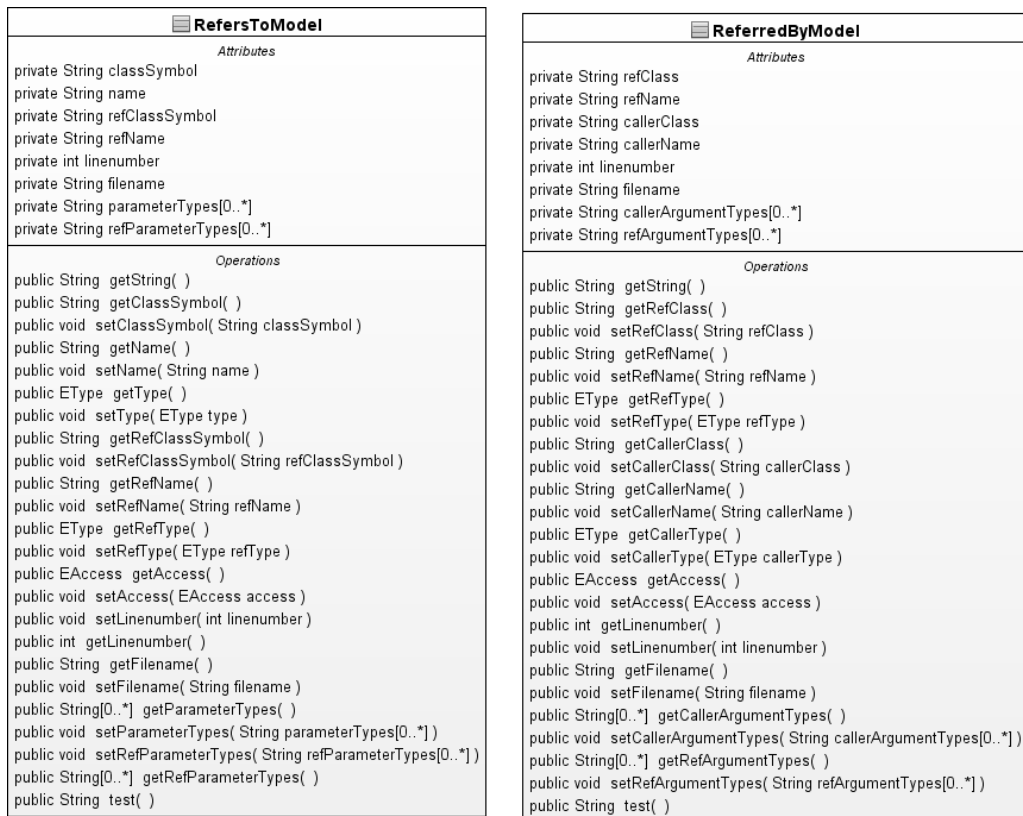 RefersToModel
Attributes
private String classSymbol
private String name
private String refClassSymbol
private String refName
private int linenumber
private String filename
private String parameterTypes[0..*]
private String refParameterTypes[0..*]
Operations
public String getString( )
public String getClassSymbol( )
public void setClassSymbol( String classSymbol )
public String getName( )
public void setName( String name )
public EType getType( )
public void setType( EType type )
public String getRefClassSymbol( )
public void setRefClassSymbol( String refClassSymbol )
public String getRefName( )
public void setRefName( String refName )
public EType getRefType( )
public void setRefType( EType refType )
public EAccess getAccess( )
public void setAccess( EAccess access )
public void setLinenumber( int linenumber )
public int getLinenumber( )
public String getFilename( )
public void setFilename( String filename )
public String[0..*] getParameterTypes( )
public void setParameterTypes( String parameterTypes[0..*] )
public void setRefParameterTypes( String refParameterTypes[0..*] )
public String[0..*] getRefParameterTypes( )
public String test( )
ReferredByModel
Attributes
private String refClass
private String refName
private String callerClass
private String callerName
private int linenumber
private String filename
private String callerArgumentTypes[0..*]
private String refArgumentTypes[0..*]
Operations
public String getString( )
public String getRefClass( )
public void setRefClass( String refClass )
public String getRefName( )
public void setRefName( String refName )
public EType getRefType( )
public void setRefType( EType refType )
public String getCallerClass( )
public void setCallerClass( String callerClass )
public String getCallerName( )
public void setCallerName( String callerName )
public EType getCallerType( )
public void setCallerType( EType callerType )
public EAccess getAccess( )
public void setAccess( EAccess access )
public int getLinenumber( )
public void setLinenumber( int linenumber )
public String getFilename( )
public void setFilename( String filename )
public String[0..*] getCallerArgumentTypes( )
public void setCallerArgumentTypes( String callerArgumentTypes[0..*] )
public String[0..*] getRefArgumentTypes( )
public void setRefArgumentTypes( String refArgumentTypes[0..*] )
public String test( )